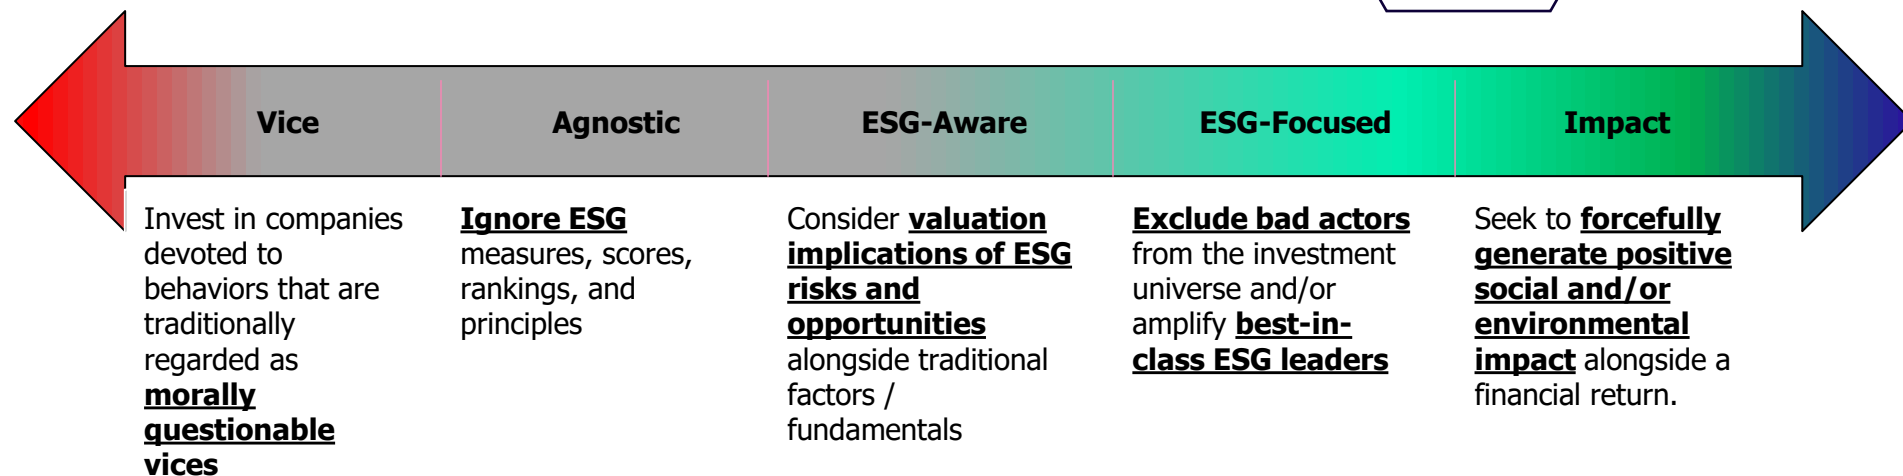 Vice
Agnostic
ESG-Aware
ESG-Focused
Impact
Invest in companies
devoted to
behaviors that are
traditionally
regarded as
morally
questionable
vices
Ignore ESG
measures, scores,
rankings, and
principles
Consider valuation
implications of ESG
risks and
opportunities
alongside traditional
factors /
fundamentals
Exclude bad actors
from the investment
universe and/or
amplify best-in-
class ESG leaders
Seek to forcefully
generate positive
social and/or
environmental
impact alongside a
financial return.